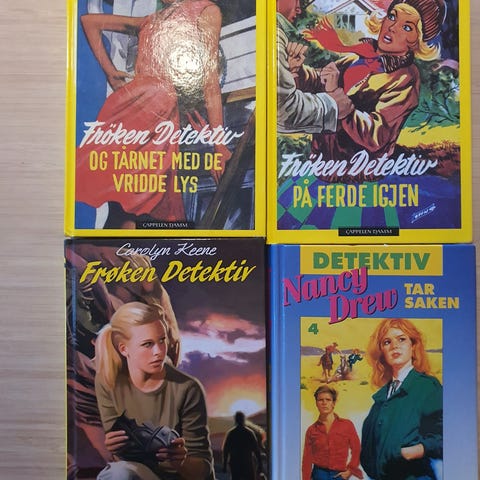 Frøken Detektiv
OG TÅRNET MED DE
VRIDDE LYS
CAPPELEN DAMM
Frøken Detektiv
PÅ FERDE IGJEN
CAPPELEN DAMM
Carolyn Keene
Frøken Detektiv
DETEKTIV
Nancy
Drew
TAR
SAKEN
4